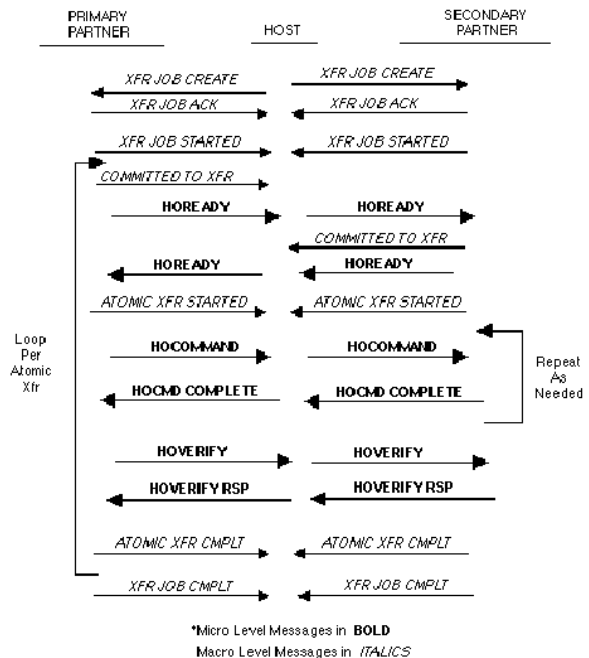 PRIMARY
PARTNER
HOST
SECONDARY
PARTNER
XFR JOB CREATE
XFR JOB CREATE
XFR JOB ACK
XFR JOB ACK
XFR JOB STARTED
XFR JOB STARTED
COMMITTED TO XFR
HOREADY
HOREADY
COMMITTED TO XFR
HOREADY
HOREADY
ATOMIC XFR STARTED
ATOMIC XFR STARTED
Loop
Per
Atomic
Xfr
HOCOMMAND
HOCOMMAND
Repeat
As
Needed
HOCMD COMPLETE
HOCMD COMPLETE
HOVERIFY
HOVERIFY
HOVERIFY RSP
HOVERIFY RSP
ATOMIC XFR CMPLT
ATOMIC XFR CMPLT
XFR JOB CMPLT
XFR JOB CMPLT
*Micro Level Messages in BOLD
Macro Level Messages in ITALICS